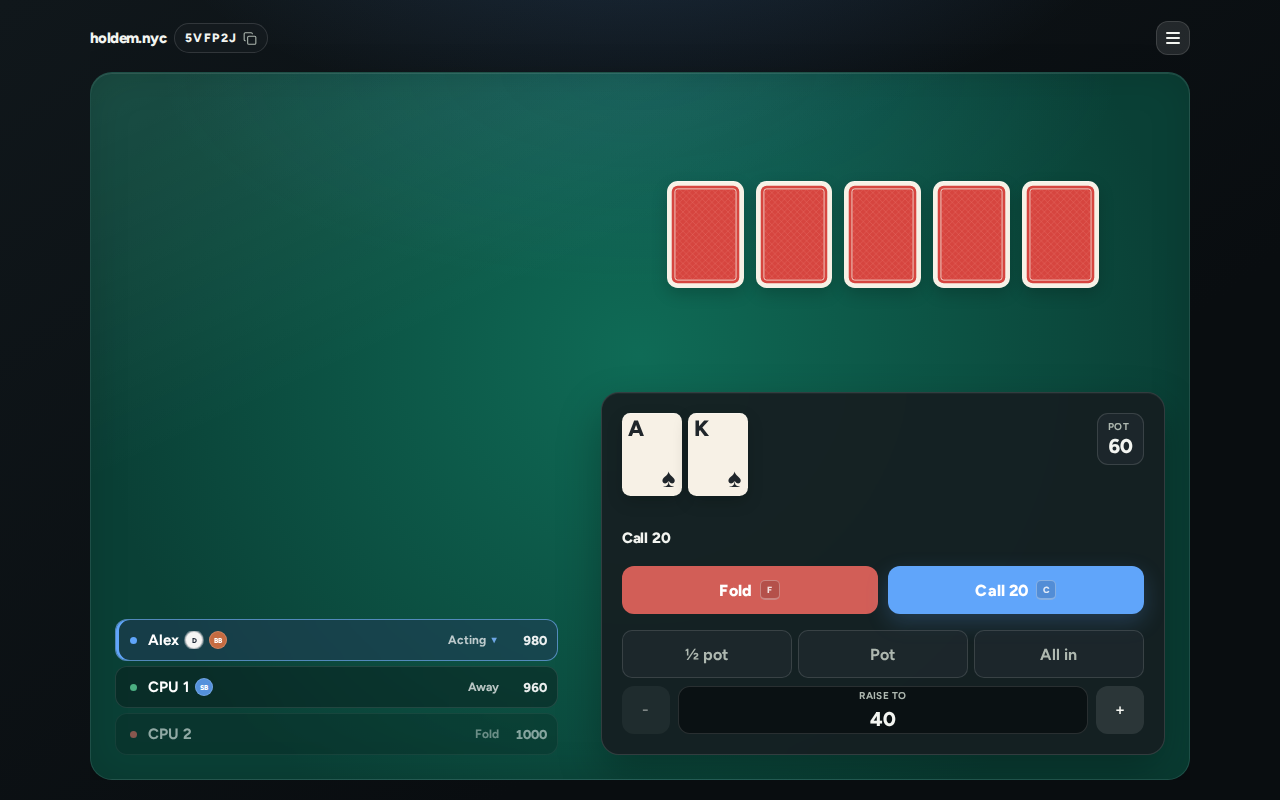 holdem.nyc 5VFP2J
A K
POT
60
Call 20
Fold F Call 20 C
½ pot Pot All in
- RAISE TO +
40
Alex D BB Acting ▼ 980
CPU 1 SB Away 960
CPU 2 Fold 1000